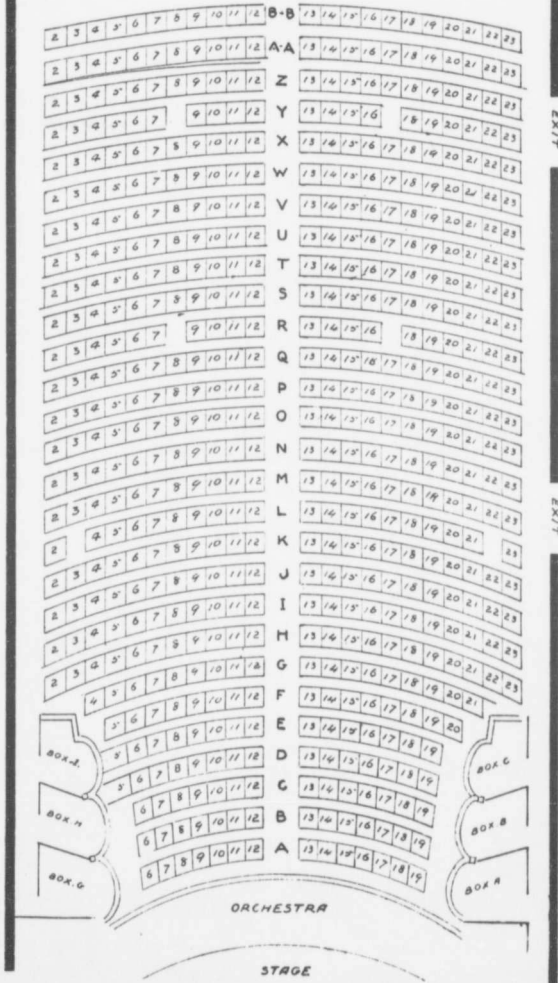 2 3 4 5 6 7 8 9 10 11 12 B-B 13 14 15 16 17 18 19 20 21 22 23
2 3 4 5 6 7 8 9 10 11 12 A-A 13 14 15 16 17 18 19 20 21 22 23
2 3 4 5 6 7 8 9 10 11 12 Z 13 14 15 16 17 18 19 20 21 22 23
2 3 4 5 6 7 9 10 11 12 Y 13 14 15 16 18 19 20 21 22 23
EXIT
2 3 4 5 6 7 8 9 10 11 12 X 13 14 15 16 17 18 19 20 21 22 23
2 3 4 5 6 7 8 9 10 11 12 W 13 14 15 16 17 18 19 20 21 22 23
2 3 4 5 6 7 8 9 10 11 12 V 13 14 15 16 17 18 19 20 21 22 23
2 3 4 5 6 7 8 9 10 11 12 U 13 14 15 16 17 18 19 20 21 22 23
2 3 4 5 6 7 8 9 10 11 12 T 13 14 15 16 17 18 19 20 21 22 23
2 3 4 5 6 7 8 9 10 11 12 S 13 14 15 16 17 18 19 20 21 22 23
2 3 4 5 6 7 9 10 11 12 R 13 14 15 16 18 19 20 21 22 23
2 3 4 5 6 7 8 9 10 11 12 Q 13 14 15 16 17 18 19 20 21 22 23
2 3 4 5 6 7 8 9 10 11 12 P 13 14 15 16 17 18 19 20 21 22 23
2 3 4 5 6 7 8 9 10 11 12 O 13 14 15 16 17 18 19 20 21 22 23
2 3 4 5 6 7 8 9 10 11 12 N 13 14 15 16 17 18 19 20 21 22 23
2 3 4 5 6 7 8 9 10 11 12 M 13 14 15 16 17 18 19 20 21 22 23
EXIT
2 4 5 6 7 8 9 10 11 12 L 13 14 15 16 17 18 19 20 21 23
2 3 4 5 6 7 8 9 10 11 12 K 13 14 15 16 17 18 19 20 21 22 23
2 3 4 5 6 7 8 9 10 11 12 J 13 14 15 16 17 18 19 20 21 22 23
2 3 4 5 6 7 8 9 10 11 12 I 13 14 15 16 17 18 19 20 21 22 23
2 3 4 5 6 7 8 9 10 11 12 H 13 14 15 16 17 18 19 20 21 22 23
4 5 6 7 8 9 10 11 12 G 13 14 15 16 17 18 19 20 21
5 6 7 8 9 10 11 12 F 13 14 15 16 17 18 19 20
5 6 7 8 9 10 11 12 E 13 14 15 16 17 18 19
5 6 7 8 9 10 11 12 D 13 14 15 16 17 18 19
BOX. J. BOX. C
6 7 8 9 10 11 12 C 13 14 15 16 17 18 19
6 7 8 9 10 11 12 B 13 14 15 16 17 18 19
BOX. H BOX. B
6 7 8 9 10 11 12 A 13 14 15 16 17 18 19
BOX. G BOX A
ORCHESTRA
STAGE